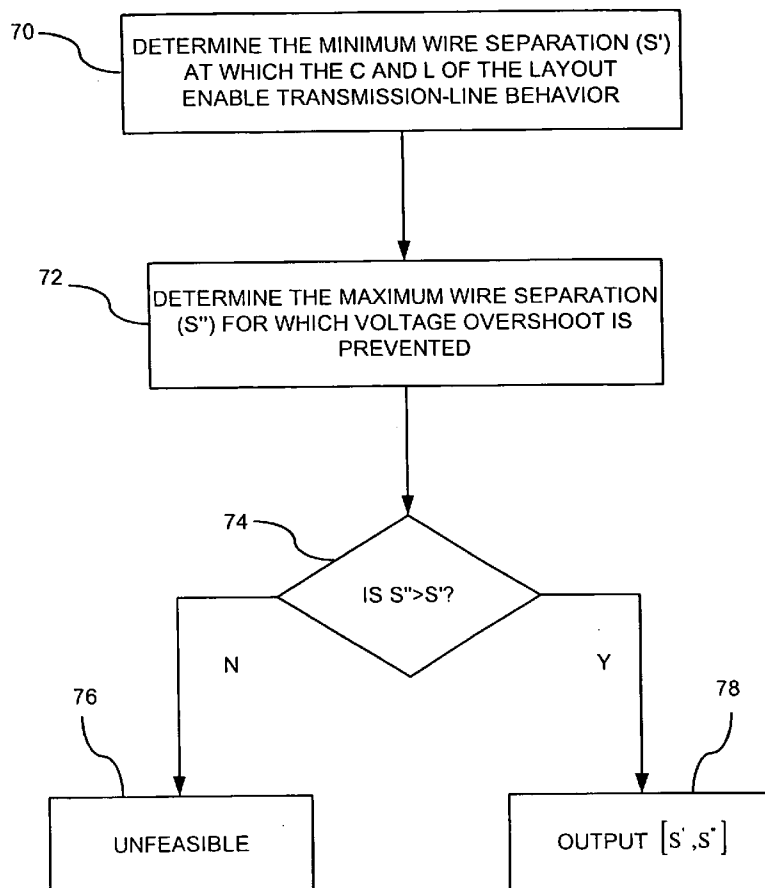 70
DETERMINE THE MINIMUM WIRE SEPARATION (S')
AT WHICH THE C AND L OF THE LAYOUT
ENABLE TRANSMISSION-LINE BEHAVIOR
72
DETERMINE THE MAXIMUM WIRE SEPARATION
(S'') FOR WHICH VOLTAGE OVERSHOOT IS
PREVENTED
74
IS S''>S'?
N
Y
76
78
UNFEASIBLE
OUTPUT [S',S'']